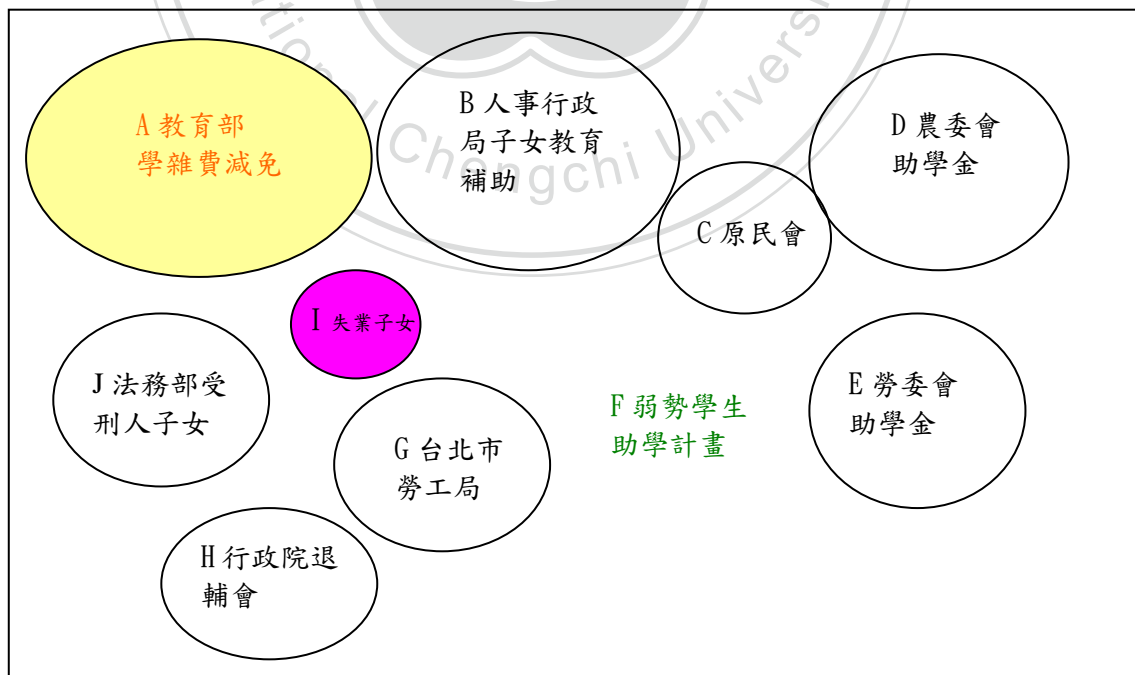 A 教育部
學雜費減免
B 人事行政
局子女教育
補助
C 原民會
D 農委會
助學金
I 失業子女
J 法務部受
刑人子女
G 台北市
勞工局
F 弱勢學生
助學計畫
E 勞委會
助學金
H 行政院退
輔會
tional Chengchi Universi